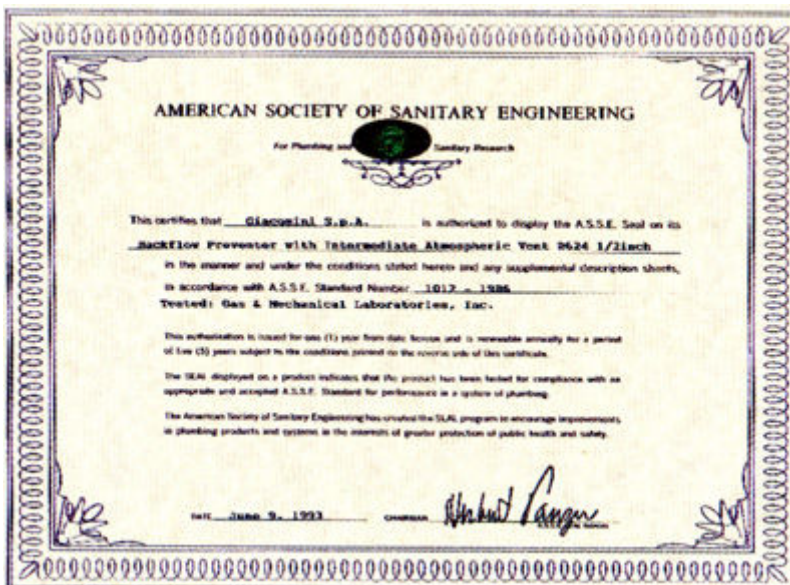 AMERICAN SOCIETY OF SANITARY ENGINEERING
For Plumbing and Sanitary Research
This certifies that Giacomini S.p.A. is authorized to display the A.S.S.E. Seal on its
Backflow Preventer with Intermediate Atmospheric Vent 1/2inch
in the manner and under the conditions stated herein and any supplemental description sheets,
in accordance with A.S.S.E. Standard Number 1986
Tested: Gas & Mechanical Laboratories, Inc.
This authorization is issued for one (1) year from date and is renewable annually for a period
of five (5) years subject to the conditions printed on the reverse side of this certificate.
The SEAL displayed on a product indicates that the product has been tested for compliance with an
appropriate and accepted A.S.S.E. Standard for performance in a system of plumbing.
The American Society of Sanitary Engineering has created the SEAL program to encourage improvements
in plumbing products and systems in the interests of greater protection of public health and safety.
DATE June 9, 1993 CHAIRMAN